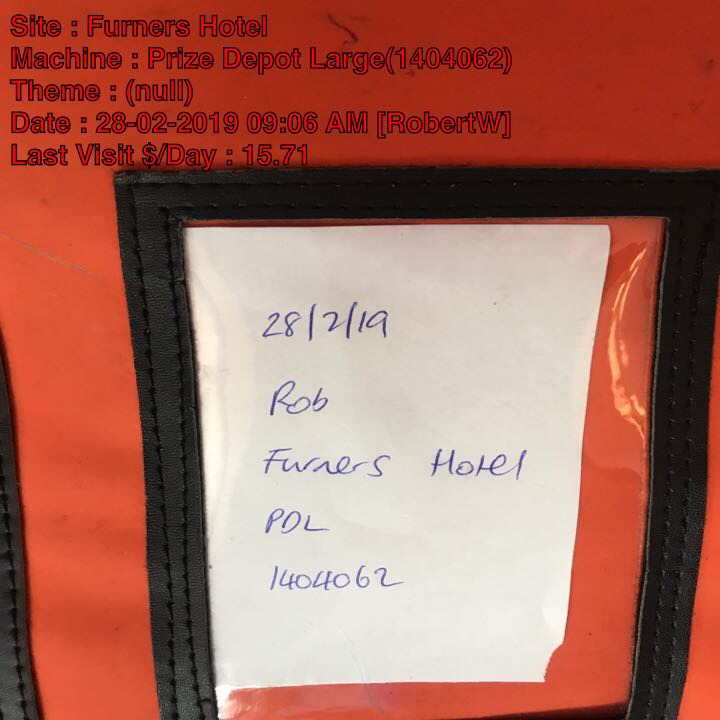 Site : Furners Hotel
Machine : Prize Depot Large(1404062)
Theme : (null)
Date : 28-02-2019 09:06 AM [RobertW]
Last Visit $/Day : 15.71
28/2/19
Rob
Furners Hotel
PDL
1404062